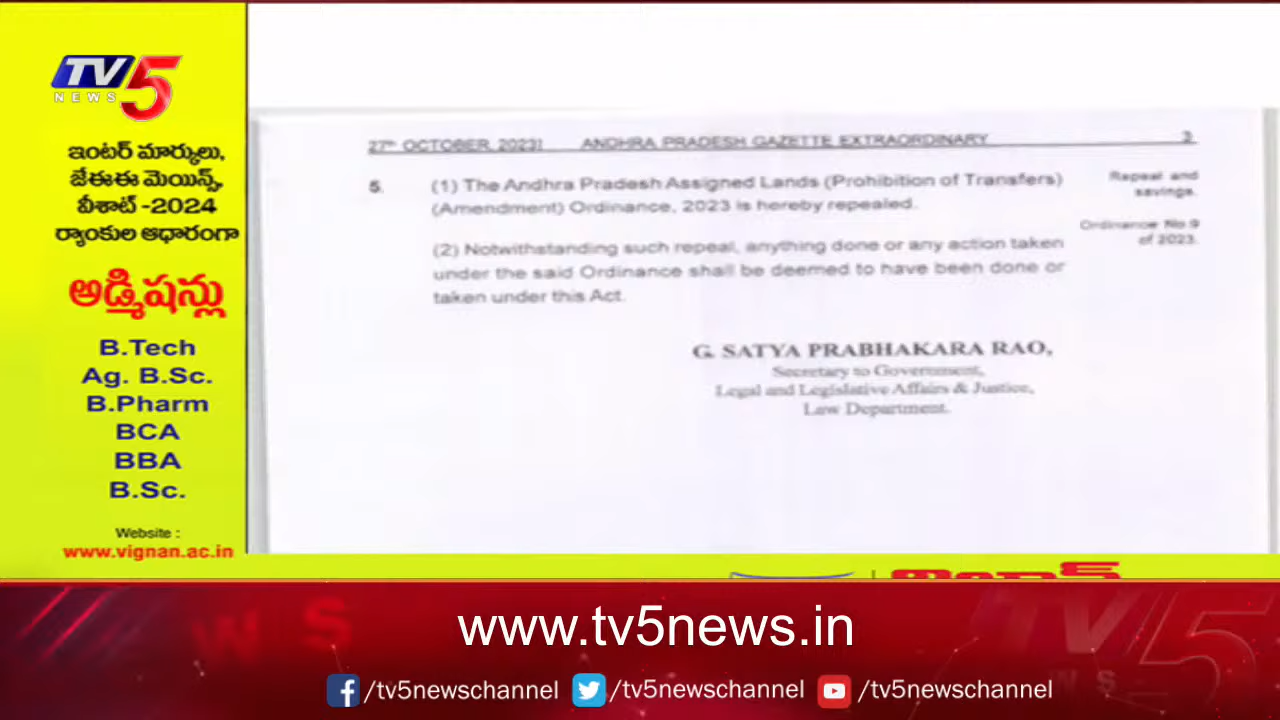 TV5
NEWS
ఇంటర్ మార్కులు,
జేఈఈ మెయిన్స్,
వీశాట్ -2024
ర్యాంకుల ఆధారంగా
అడ్మిషన్లు
B.Tech
Ag. B.Sc.
B.Pharm
BCA
BBA
B.Sc.
Website :
www.vignan.ac.in
27th OCTOBER 2023] ANDHRA PRADESH GAZETTE EXTRAORDINARY 3
5. (1) The Andhra Pradesh Assigned Lands (Prohibition of Transfers)
(Amendment) Ordinance, 2023 is hereby repealed.
Repeal and
savings.
Ordinance No.9
of 2023.
(2) Notwithstanding such repeal, anything done or any action taken
under the said Ordinance shall be deemed to have been done or
taken under this Act.
G. SATYA PRABHAKARA RAO,
Secretary to Government,
Legal and Legislative Affairs & Justice,
Law Department.
www.tv5news.in
/tv5newschannel /tv5newschannel /tv5newschannel